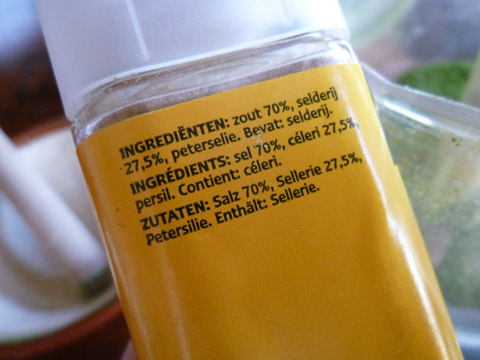 INGREDIËNTEN: zout 70%, selderij
27,5%, peterselie. Bevat: selderij.
INGRÉDIENTS: sel 70%, céleri 27,5%,
persil. Contient: céleri.
ZUTATEN: Salz 70%, Sellerie 27,5%,
Petersilie. Enthält: Sellerie.